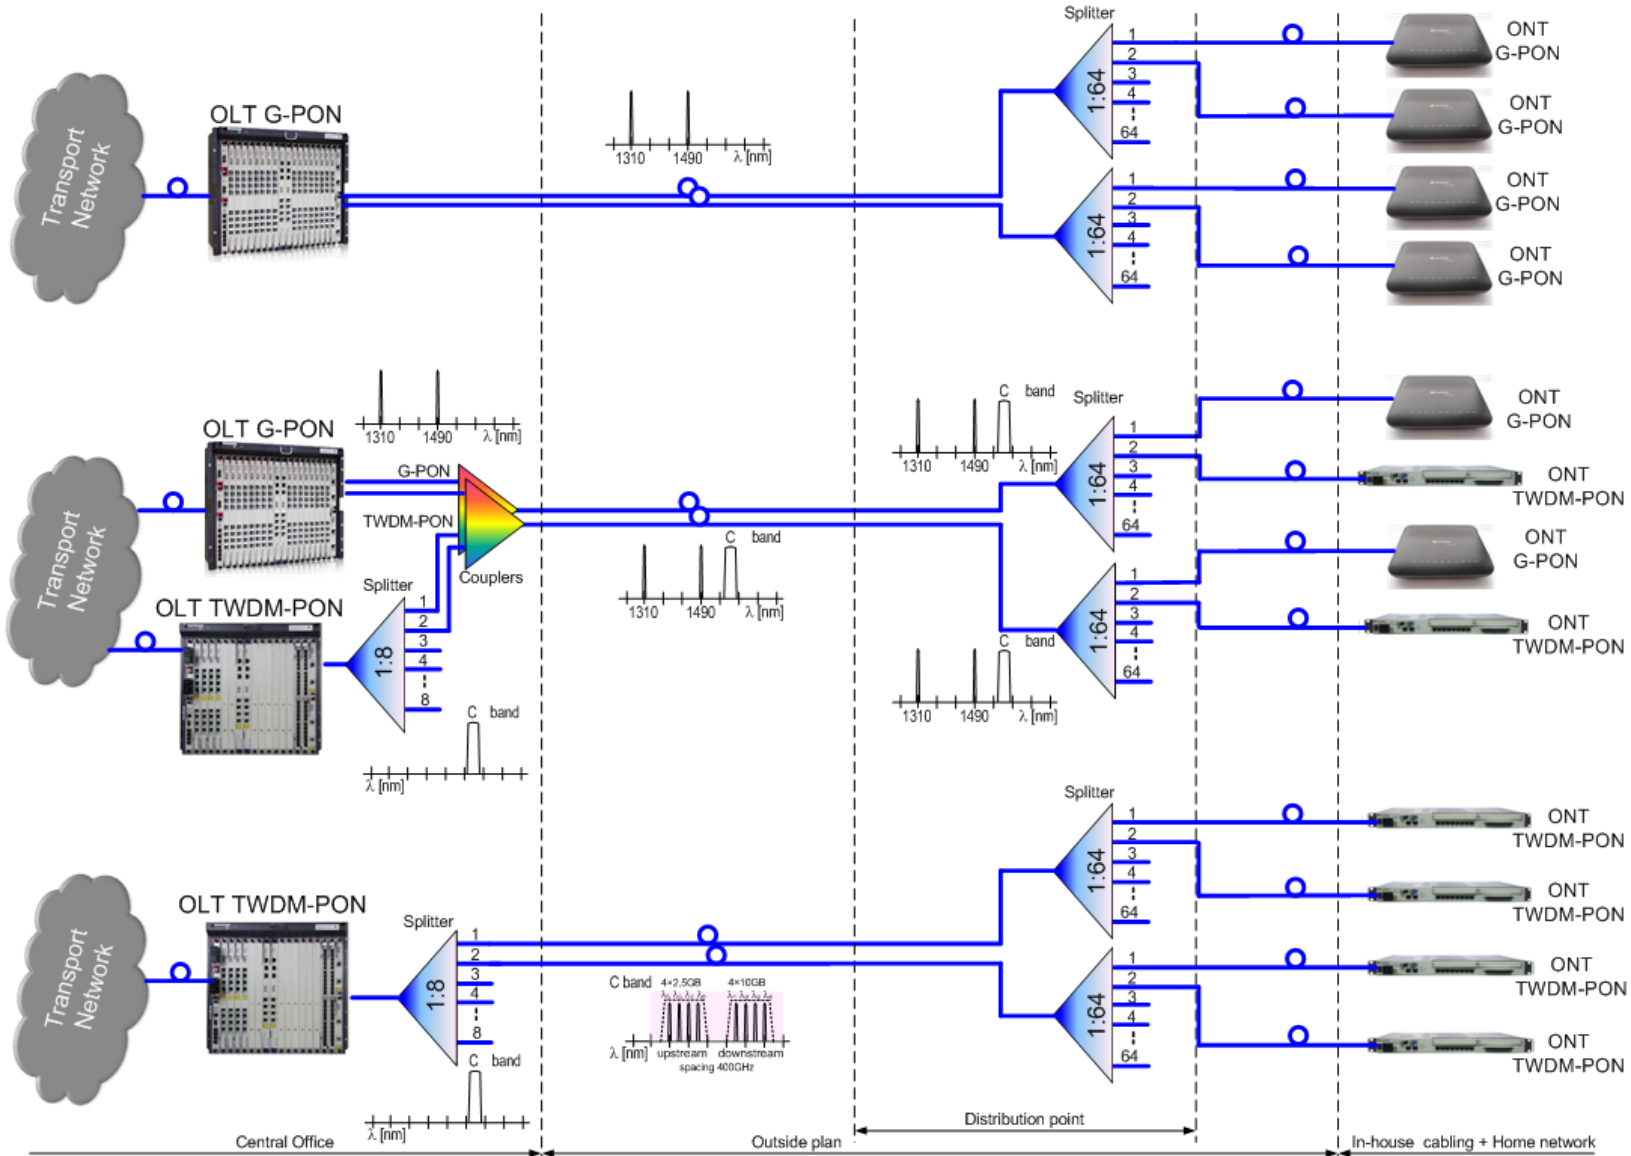 Splitter
1:64
1
2
3
4
64
ONT
G-PON
ONT
G-PON
OLT G-PON
Transport
Network
1310
1490
λ [nm]
1:64
1
2
3
4
64
ONT
G-PON
ONT
G-PON
1310
1490
λ [nm]
OLT G-PON
G-PON
TWDM-PON
Couplers
Transport
Network
OLT TWDM-PON
Splitter
1:8
1
2
3
4
8
C band
λ [nm]
C band
1310
1490
λ [nm]
C band
1310
1490
λ [nm]
Splitter
1:64
1
2
3
4
64
ONT
G-PON
ONT
TWDM-PON
C band
1310
1490
λ [nm]
1:64
1
2
3
4
64
ONT
G-PON
ONT
TWDM-PON
Transport
Network
OLT TWDM-PON
Splitter
1:8
1
2
3
4
8
C band
λ [nm]
C band
4×2,5GB
4×10GB
λ [nm]
upstream
downstream
spacing 400GHz
Splitter
1:64
1
2
3
4
64
ONT
TWDM-PON
ONT
TWDM-PON
1:64
1
2
3
4
64
ONT
TWDM-PON
ONT
TWDM-PON
Central Office
Outside plan
Distribution point
In-house cabling + Home network